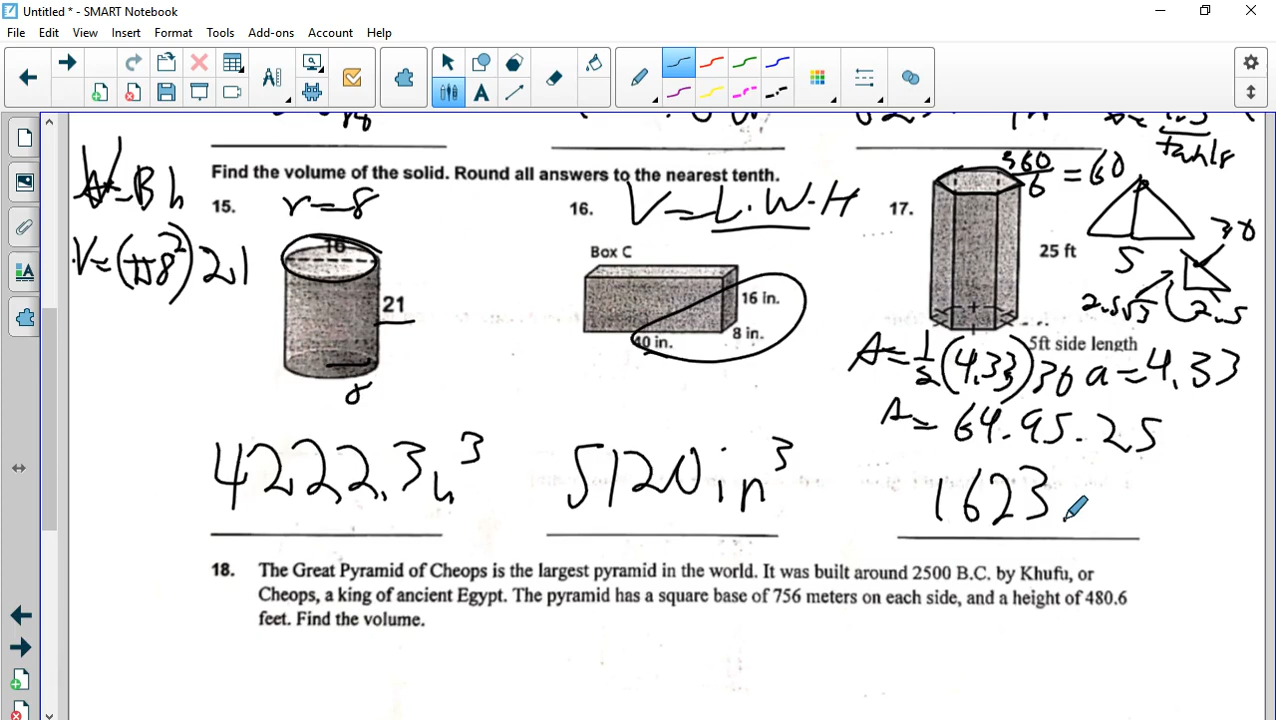 Untitled * - SMART Notebook
File Edit View Insert Format Tools Add-ons Account Help
Find the volume of the solid. Round all answers to the nearest tenth.
V=Bh
V=(π8²)21
15. r=8
16
21
8
4222.3
16. V=L·W·H
Box C
16 in.
8 in.
40 in.
5120in³
17.
360/6=60
25 ft
5
30
2.5√3
2.5
5ft side length
A=½(4.33)30 a=4.33
A=64.95·25
1623
18. The Great Pyramid of Cheops is the largest pyramid in the world. It was built around 2500 B.C. by Khufu, or
Cheops, a king of ancient Egypt. The pyramid has a square base of 756 meters on each side, and a height of 480.6
feet. Find the volume.